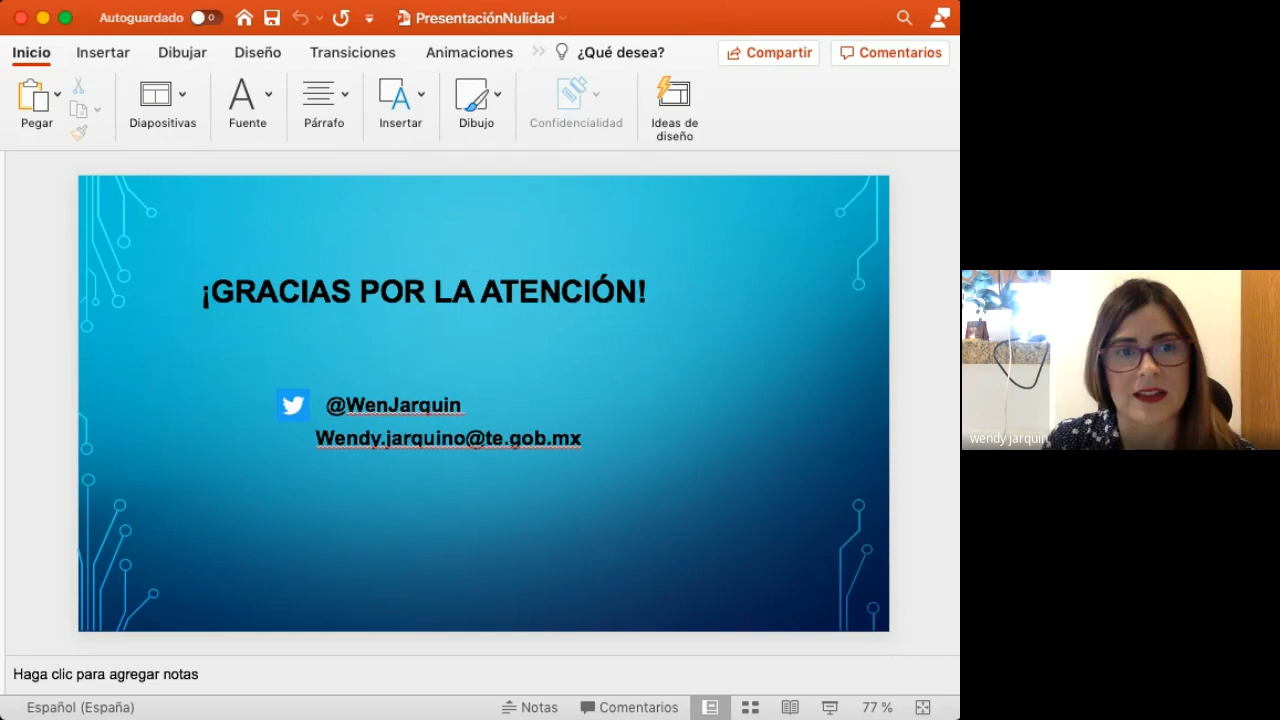 Autoguardado
PresentaciónNulidad
Inicio
Insertar
Dibujar
Diseño
Transiciones
Animaciones
¿Qué desea?
Compartir
Comentarios
Pegar
Diapositivas
Fuente
Párrafo
Insertar
Dibujo
Confidencialidad
Ideas de
diseño
¡GRACIAS POR LA ATENCIÓN!
@WenJarquin
Wendy.jarquino@te.gob.mx
wendy jarquin
Haga clic para agregar notas
Español (España)
Notas
Comentarios
77 %